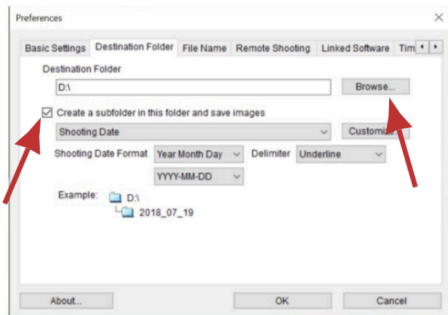 Preferences
Basic Settings Destination Folder File Name Remote Shooting Linked Software Tim
Destination Folder
D:\
Browse...
Create a subfolder in this folder and save images
Shooting Date
Customize...
Shooting Date Format Year Month Day Delimiter Underline
YYYY-MM-DD
Example: D:\
2018_07_19
About... OK Cancel